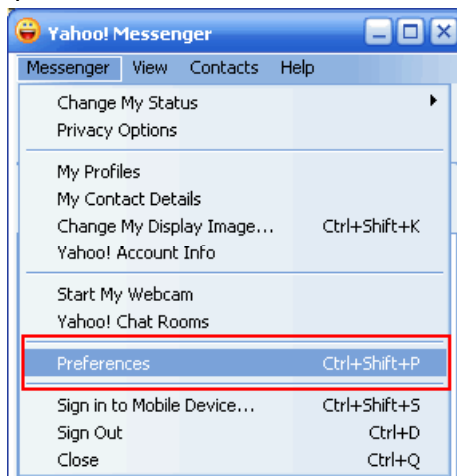 Yahoo! Messenger
Messenger View Contacts Help
Change My Status
Privacy Options
My Profiles
My Contact Details
Change My Display Image... Ctrl+Shift+K
Yahoo! Account Info
Start My Webcam
Yahoo! Chat Rooms
Preferences Ctrl+Shift+P
Sign in to Mobile Device... Ctrl+Shift+S
Sign Out Ctrl+D
Close Ctrl+Q